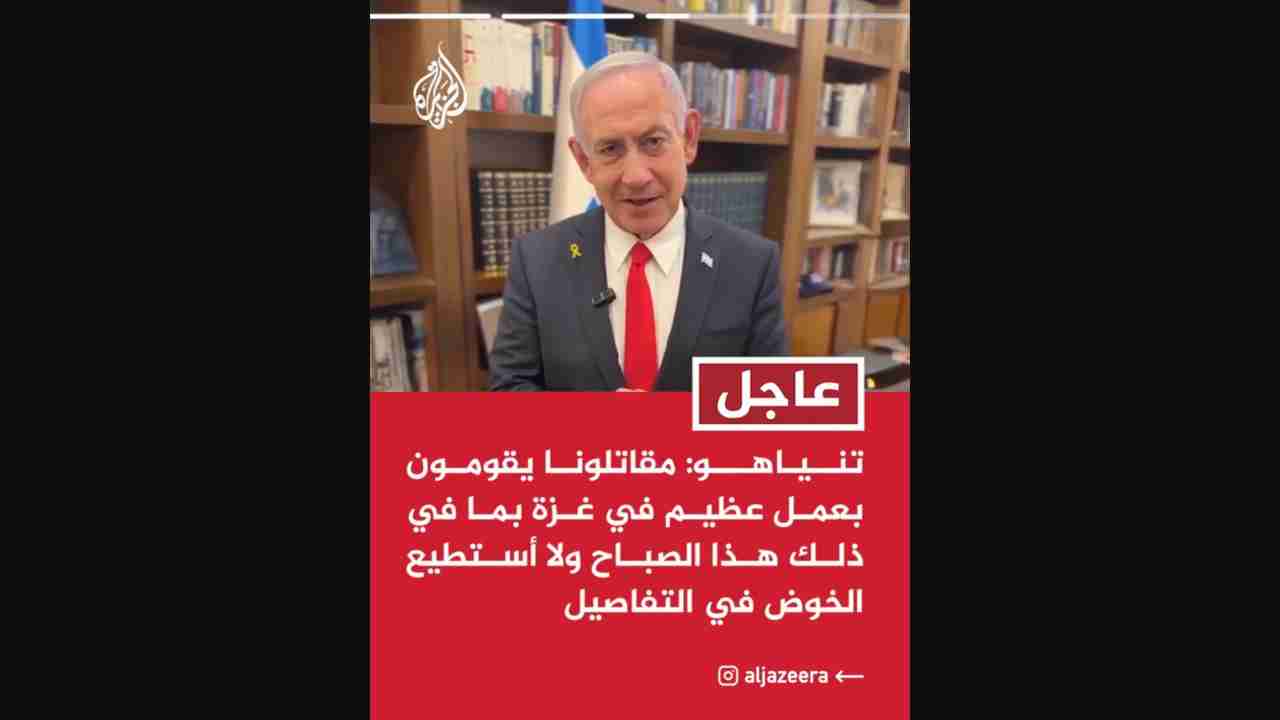 الجزيرة
عاجل
تنياهو: مقاتلونا يقومون
بعمل عظيم في غزة بما في
ذلك هذا الصباح ولا أستطيع
الخوض في التفاصيل
aljazeera